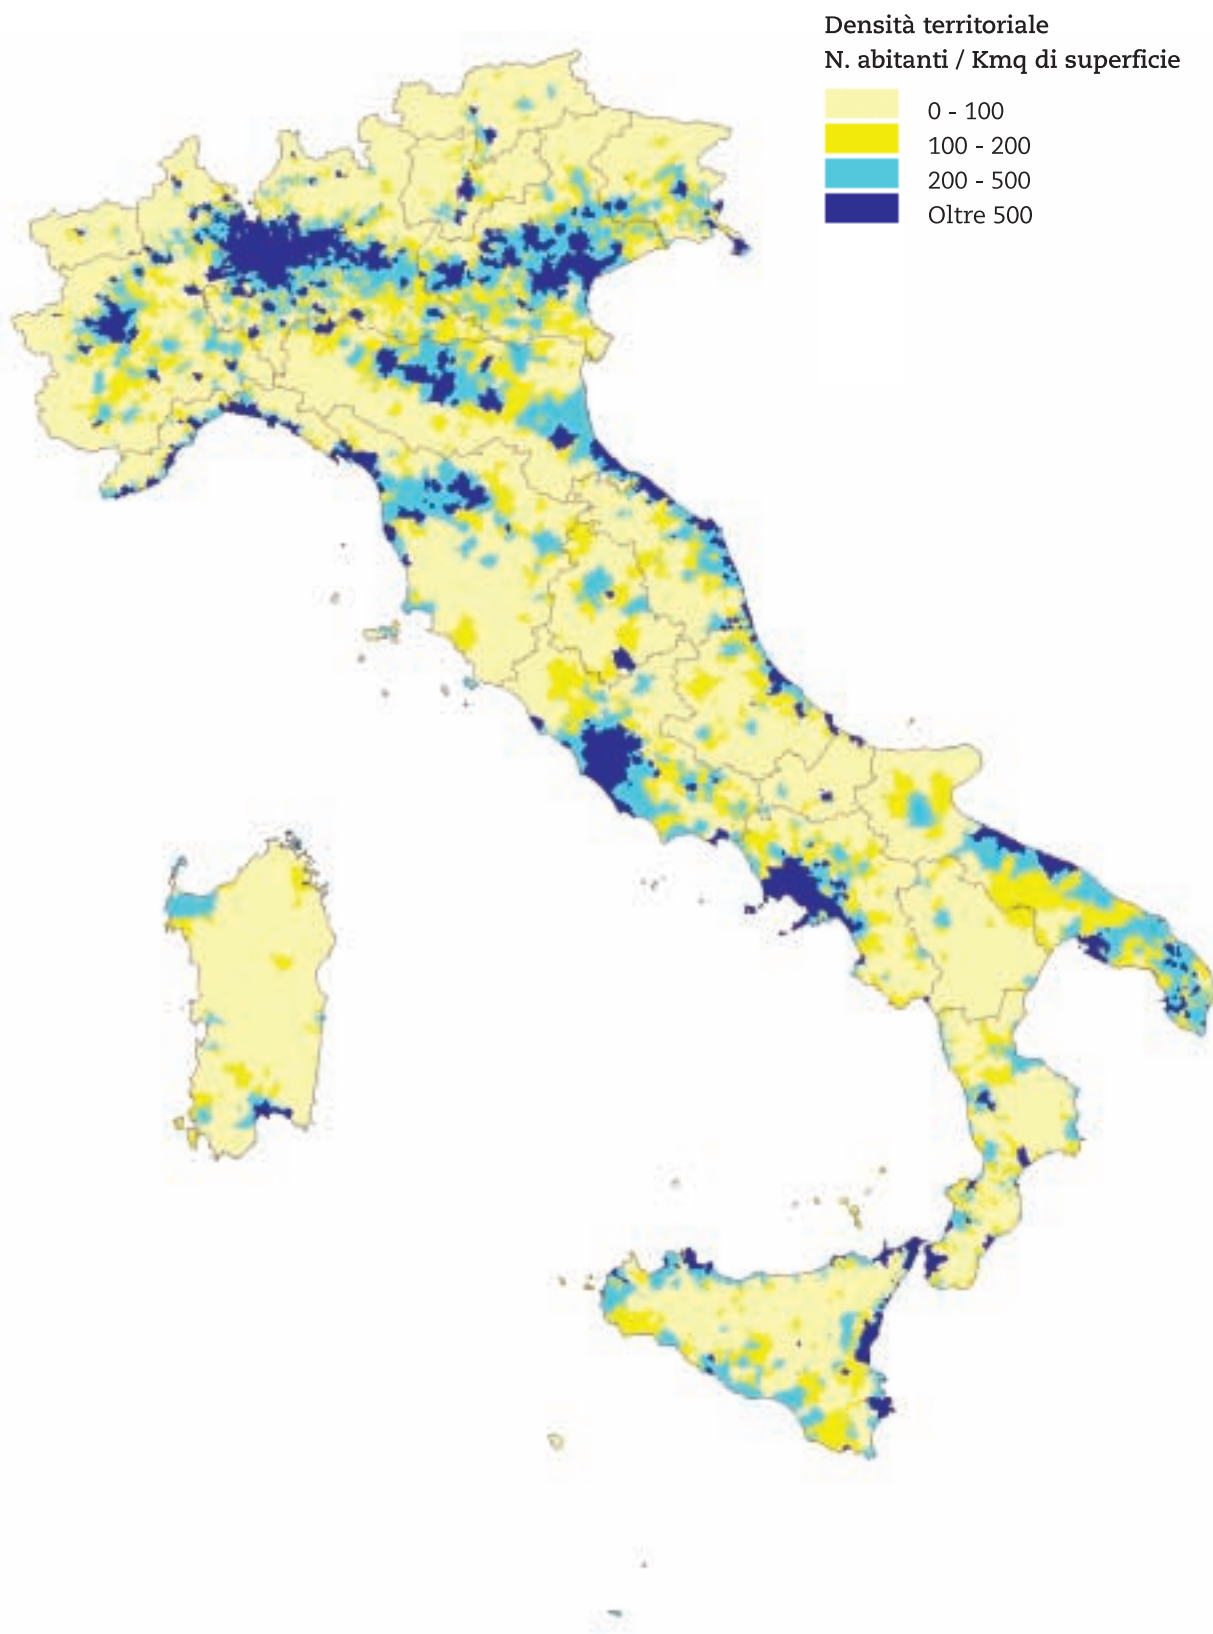 Densità territoriale
N. abitanti / Kmq di superficie
0 - 100
100 - 200
200 - 500
Oltre 500